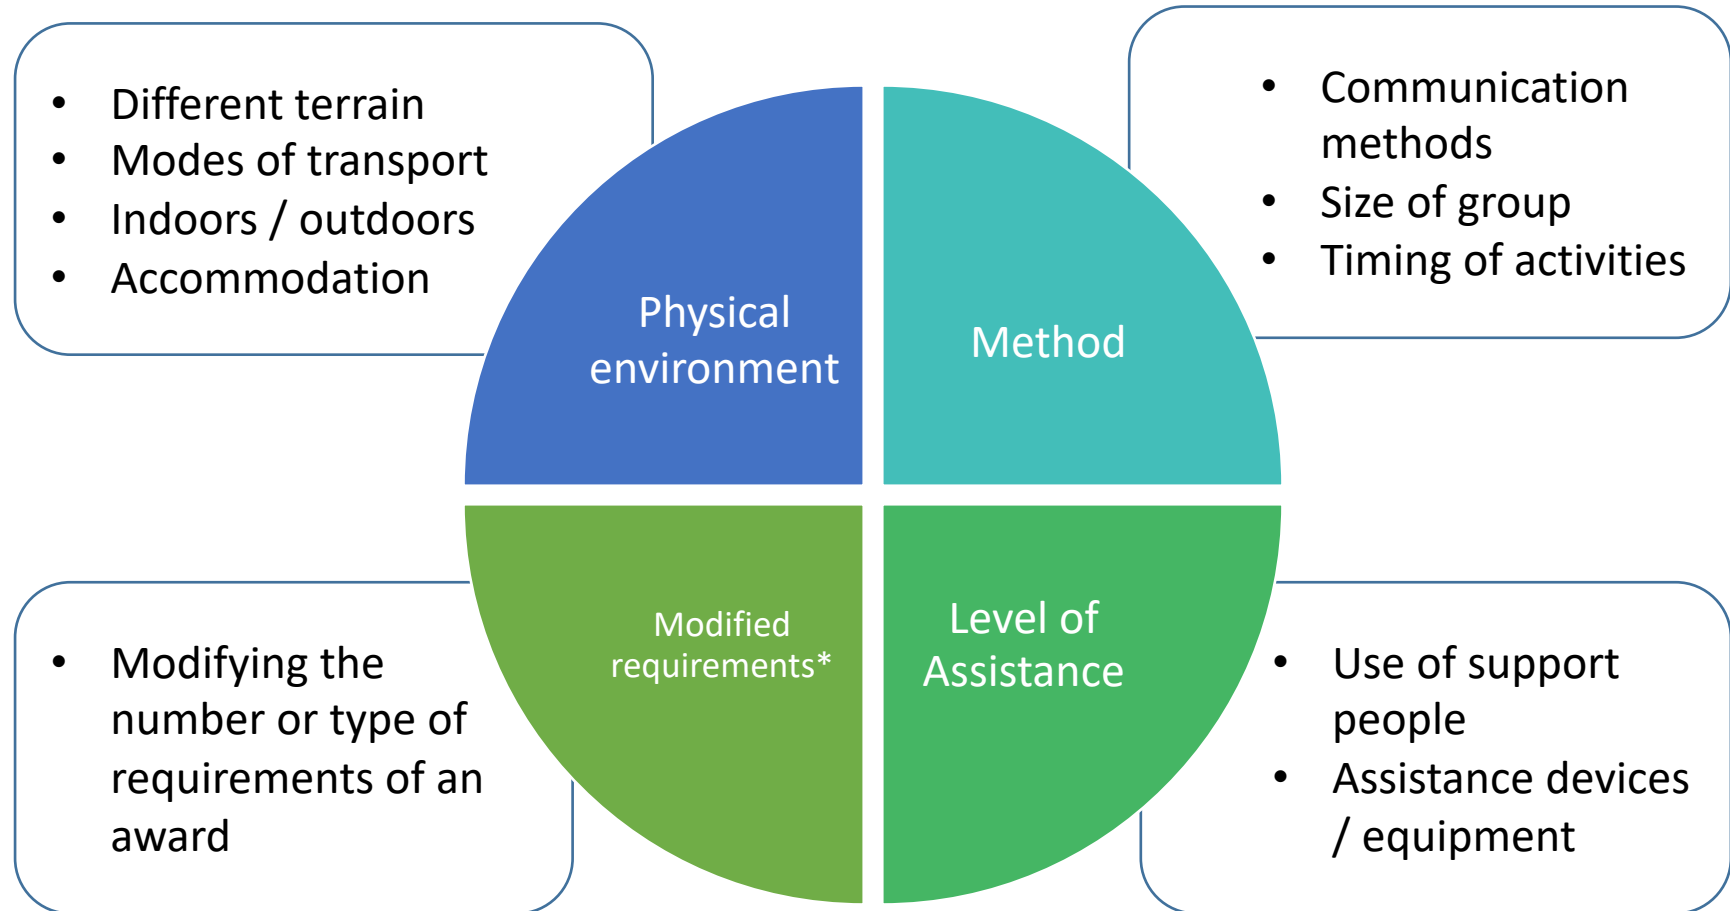 • Different terrain
• Modes of transport
• Indoors / outdoors
• Accommodation
• Communication
methods
• Size of group
• Timing of activities
Physical
environment
Method
Modified
requirements*
Level of
Assistance
• Modifying the
number or type of
requirements of an
award
• Use of support
people
• Assistance devices
/ equipment